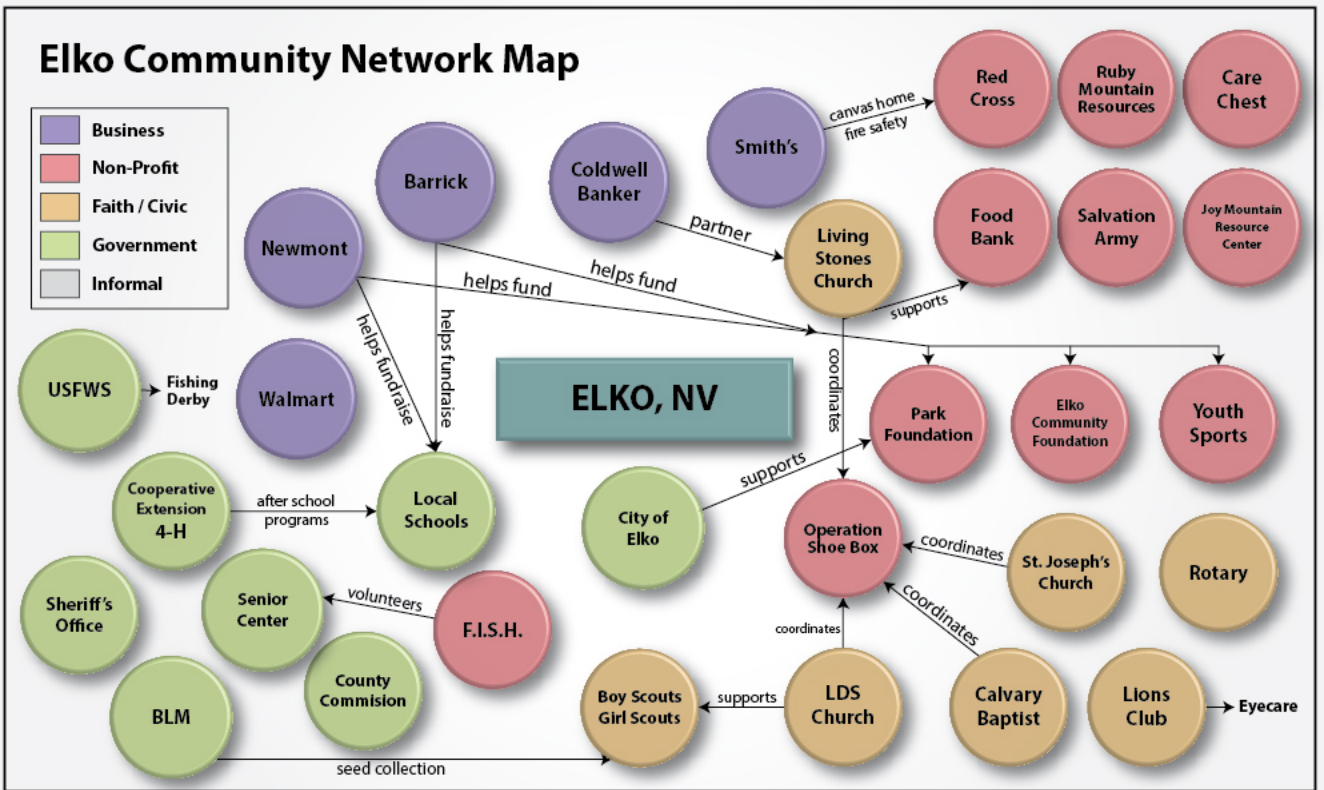 Elko Community Network Map
Business
Non-Profit
Faith / Civic
Government
Informal
Newmont
Barrick
Coldwell
Banker
Smith's
canvas home
fire safety
Red
Cross
Ruby
Mountain
Resources
Care
Chest
partner
Living
Stones
Church
Food
Bank
Salvation
Army
Joy Mountain
Resource
Center
helps fund
helps fund
supports
helps fundraise
helps fundraise
coordinates
USFWS
Fishing
Derby
Walmart
ELKO, NV
Park
Foundation
Elko
Community
Foundation
Youth
Sports
Cooperative
Extension
4-H
after school
programs
Local
Schools
City of
Elko
supports
Operation
Shoe Box
coordinates
St. Joseph's
Church
Rotary
Sheriff's
Office
Senior
Center
volunteers
F.I.S.H.
coordinates
coordinates
County
Commision
BLM
seed collection
Boy Scouts
Girl Scouts
supports
LDS
Church
Calvary
Baptist
Lions
Club
Eyecare